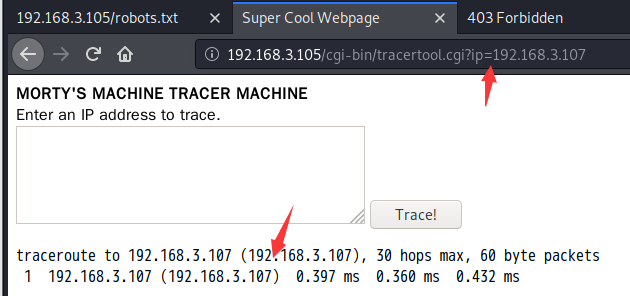 192.168.3.105/robots.txt
Super Cool Webpage
403 Forbidden
192.168.3.105/cgi-bin/tracertool.cgi?ip=192.168.3.107
MORTY'S MACHINE TRACER MACHINE
Enter an IP address to trace.
Trace!
traceroute to 192.168.3.107 (192.168.3.107), 30 hops max, 60 byte packets
1 192.168.3.107 (192.168.3.107) 0.397 ms 0.360 ms 0.432 ms